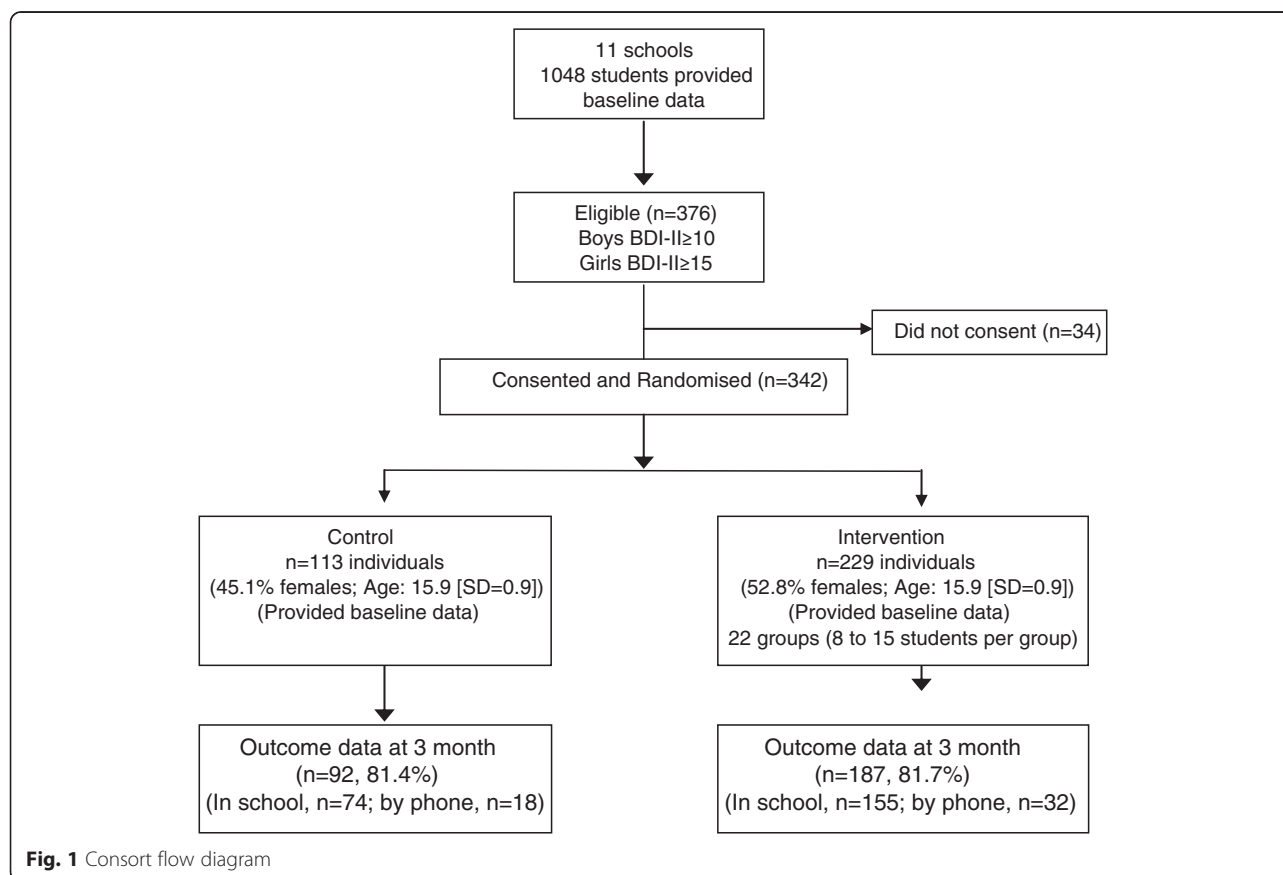 11 schools
1048 students provided
baseline data
Eligible (n=376)
Boys BDI-II≥10
Girls BDI-II≥15
Did not consent (n=34)
Consented and Randomised (n=342)
Control
n=113 individuals
(45.1% females; Age: 15.9 [SD=0.9])
(Provided baseline data)
Intervention
n=229 individuals
(52.8% females; Age: 15.9 [SD=0.9])
(Provided baseline data)
22 groups (8 to 15 students per group)
Outcome data at 3 month
(n=92, 81.4%)
(In school, n=74; by phone, n=18)
Outcome data at 3 month
(n=187, 81.7%)
(In school, n=155; by phone, n=32)
Fig. 1 Consort flow diagram